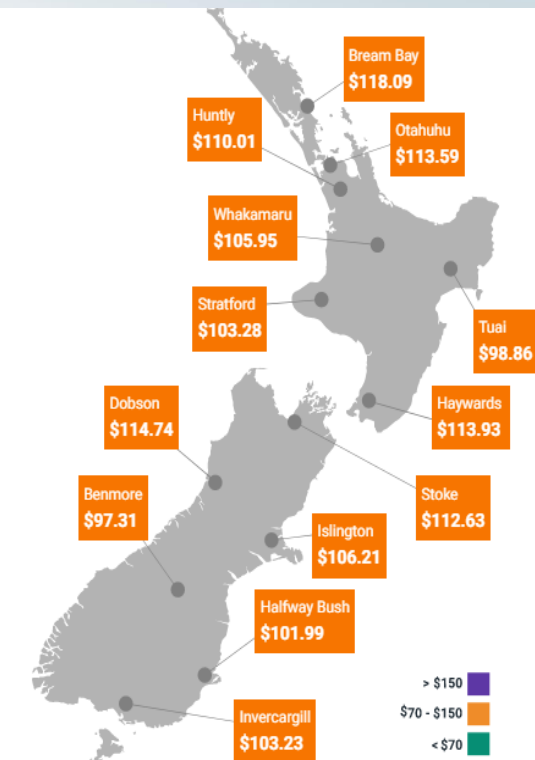 Bream Bay
$118.09
Huntly
$110.01
Otahuhu
$113.59
Whakamaru
$105.95
Stratford
$103.28
Tuai
$98.86
Dobson
$114.74
Haywards
$113.93
Benmore
$97.31
Stoke
$112.63
Islington
$106.21
Halfway Bush
$101.99
Invercargill
$103.23
> $150
$70 - $150
< $70